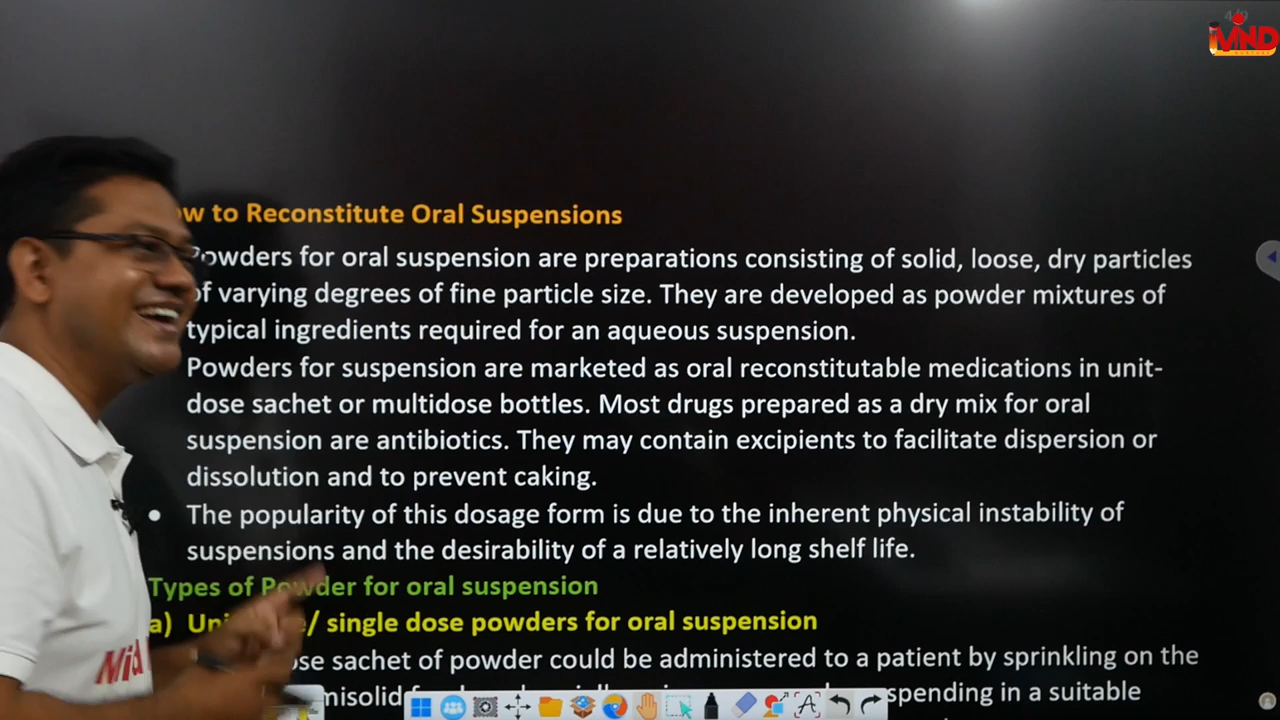 4/9
MND
ow to Reconstitute Oral Suspensions
Powders for oral suspension are preparations consisting of solid, loose, dry particles
of varying degrees of fine particle size. They are developed as powder mixtures of
typical ingredients required for an aqueous suspension.
Powders for suspension are marketed as oral reconstitutable medications in unit-
dose sachet or multidose bottles. Most drugs prepared as a dry mix for oral
suspension are antibiotics. They may contain excipients to facilitate dispersion or
dissolution and to prevent caking.
• The popularity of this dosage form is due to the inherent physical instability of
suspensions and the desirability of a relatively long shelf life.
Types of Powder for oral suspension
a) / single dose powders for oral suspension
sachet of powder could be administered to a patient by sprinkling on the
in a suitable